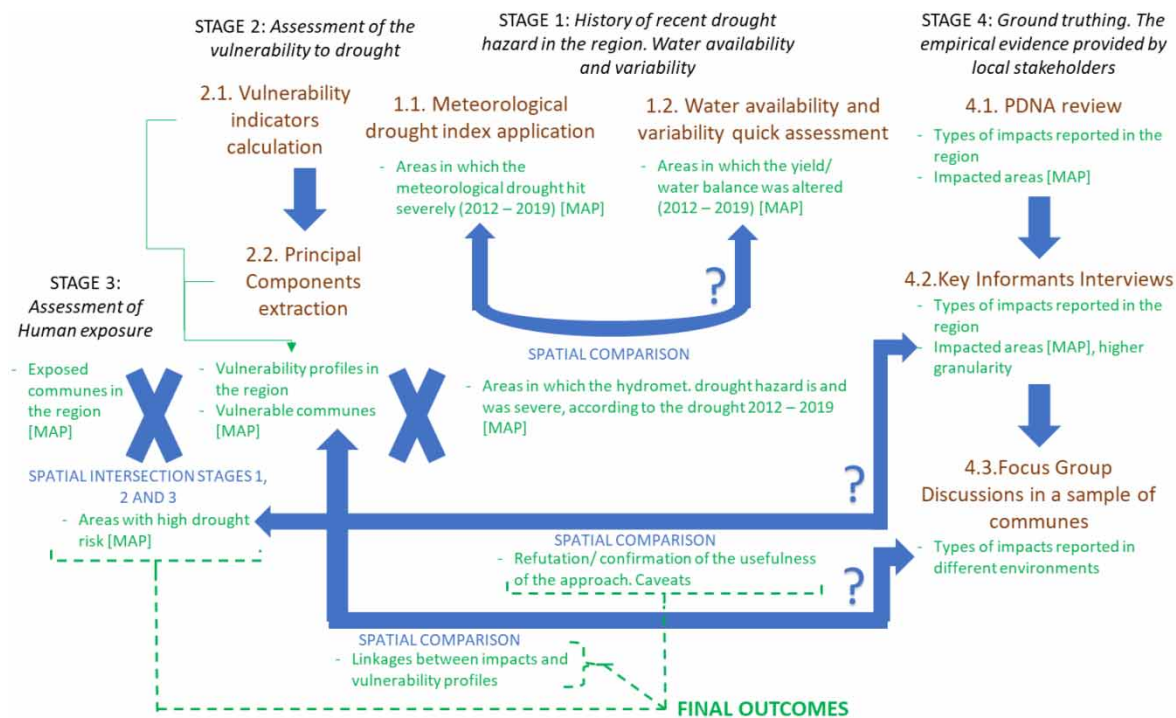 STAGE 2: Assessment of the
vulnerability to drought
2.1. Vulnerability
indicators
calculation
2.2. Principal
Components
extraction
- Vulnerability profiles in
the region
- Vulnerable communes
[MAP]
STAGE 1: History of recent drought
hazard in the region. Water availability
and variability
1.1. Meteorological
drought index application
- Areas in which the
meteorological drought hit
severely (2012 – 2019) [MAP]
1.2. Water availability and
variability quick assessment
- Areas in which the yield/
water balance was altered
(2012 – 2019) [MAP]
?
SPATIAL COMPARISON
- Areas in which the hydromet. drought hazard is and
was severe, according to the drought 2012 – 2019
[MAP]
STAGE 4: Ground truthing. The
empirical evidence provided by
local stakeholders
4.1. PDNA review
- Types of impacts reported in the
region
- Impacted areas [MAP]
4.2.Key Informants Interviews
- Types of impacts reported in the
region
- Impacted areas [MAP], higher
granularity
4.3.Focus Group
Discussions in a sample of
communes
- Types of impacts reported in
different environments
STAGE 3:
Assessment of
Human exposure
- Exposed communes in
the region
[MAP]
SPATIAL INTERSECTION STAGES 1,
2 AND 3
- Areas with high drought
risk [MAP]
?
SPATIAL COMPARISON
- Refutation/ confirmation of the usefulness
of the approach. Caveats
?
SPATIAL COMPARISON
- Linkages between impacts and
vulnerability profiles
FINAL OUTCOMES